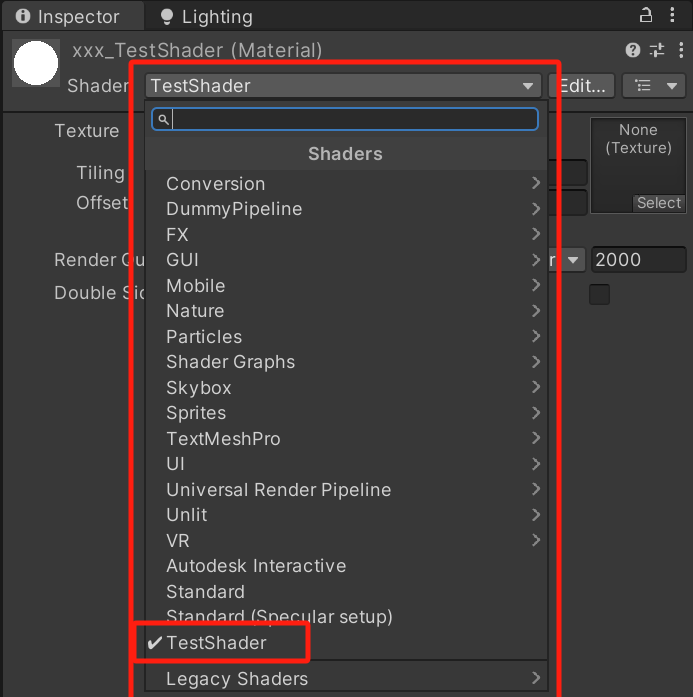 Inspector
Lighting
xxx_TestShader (Material)
Shader TestShader Edit...
Texture
None
(Texture)
Select
Tiling
Offset
Render Qu
r 2000
Double Sid
Shaders
Conversion
DummyPipeline
FX
GUI
Mobile
Nature
Particles
Shader Graphs
Skybox
Sprites
TextMeshPro
UI
Universal Render Pipeline
Unlit
VR
Autodesk Interactive
Standard
Standard (Specular setup)
✔ TestShader
Legacy Shaders